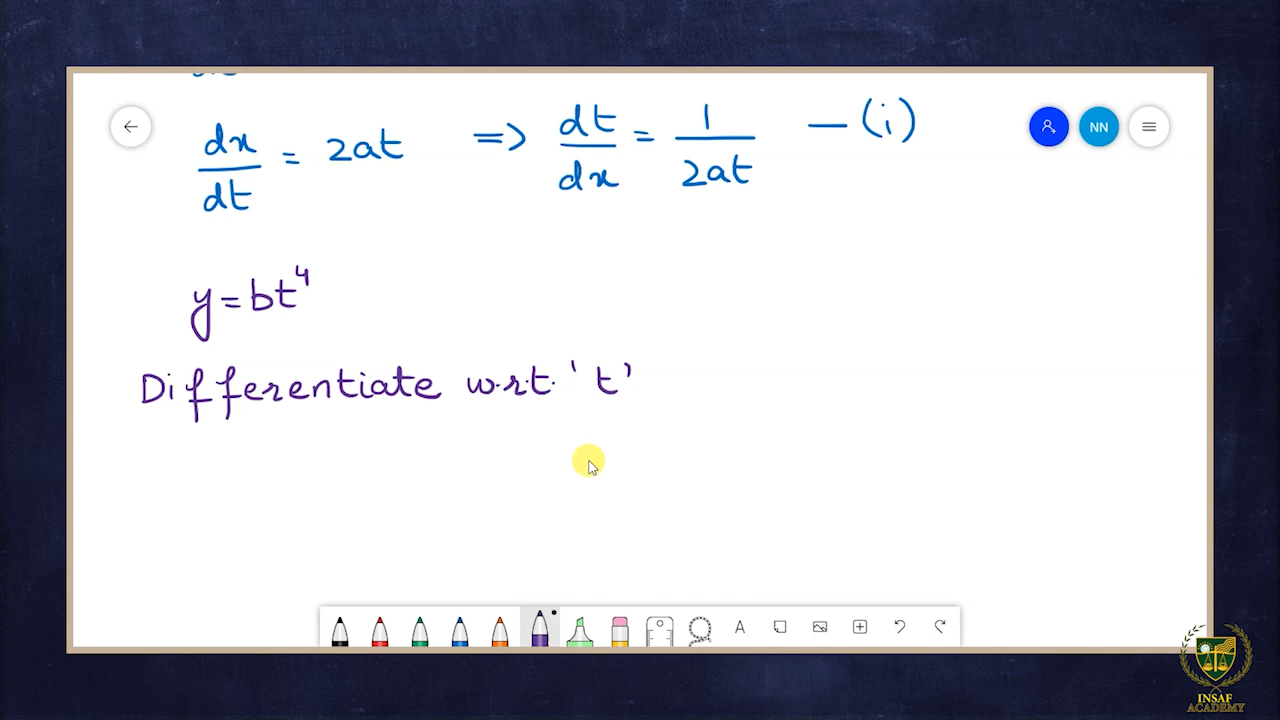 dx/dt = 2at => dt/dx = 1/2at — (i)
NN
y = bt⁴
Differentiate w.r.t. 't'
A
INSAF
ACADEMY